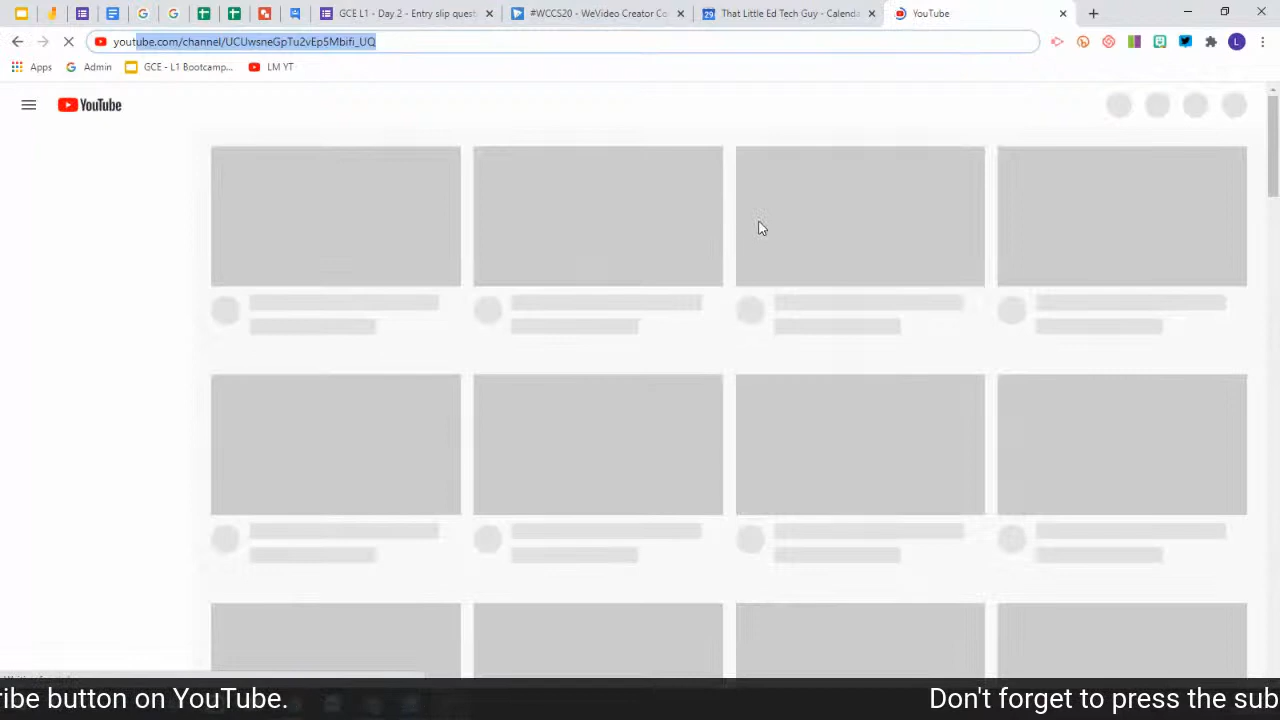 GCE L1 - Day 2 - Entry slip quest
#WCCS20 - WeVideo Creator Co
29 That Little Ed Tech Guy - Calenda
YouTube
youtube.com/channel/UCUwsneGpTu2vEp5Mbifi_UQ
L
Apps
Admin
GCE - L1 Bootcamp...
LM YT
YouTube
ribe button on YouTube.
Don't forget to press the sub